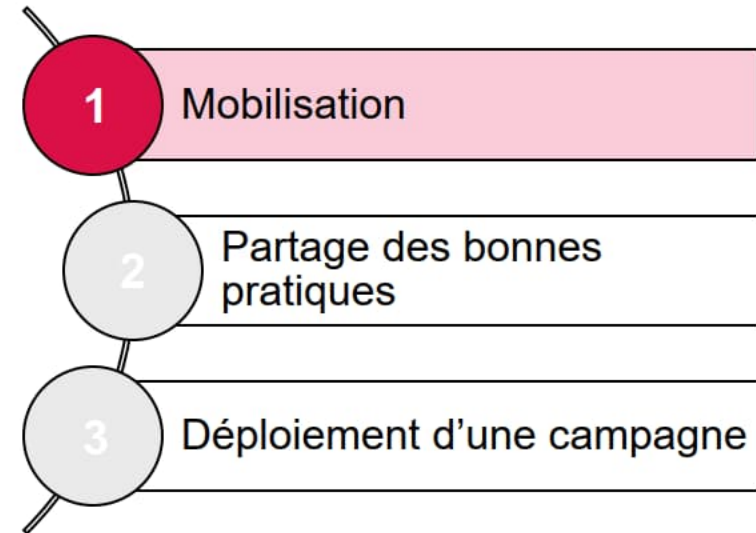 1
Mobilisation
2
Partage des bonnes
pratiques
3
Déploiement d’une campagne